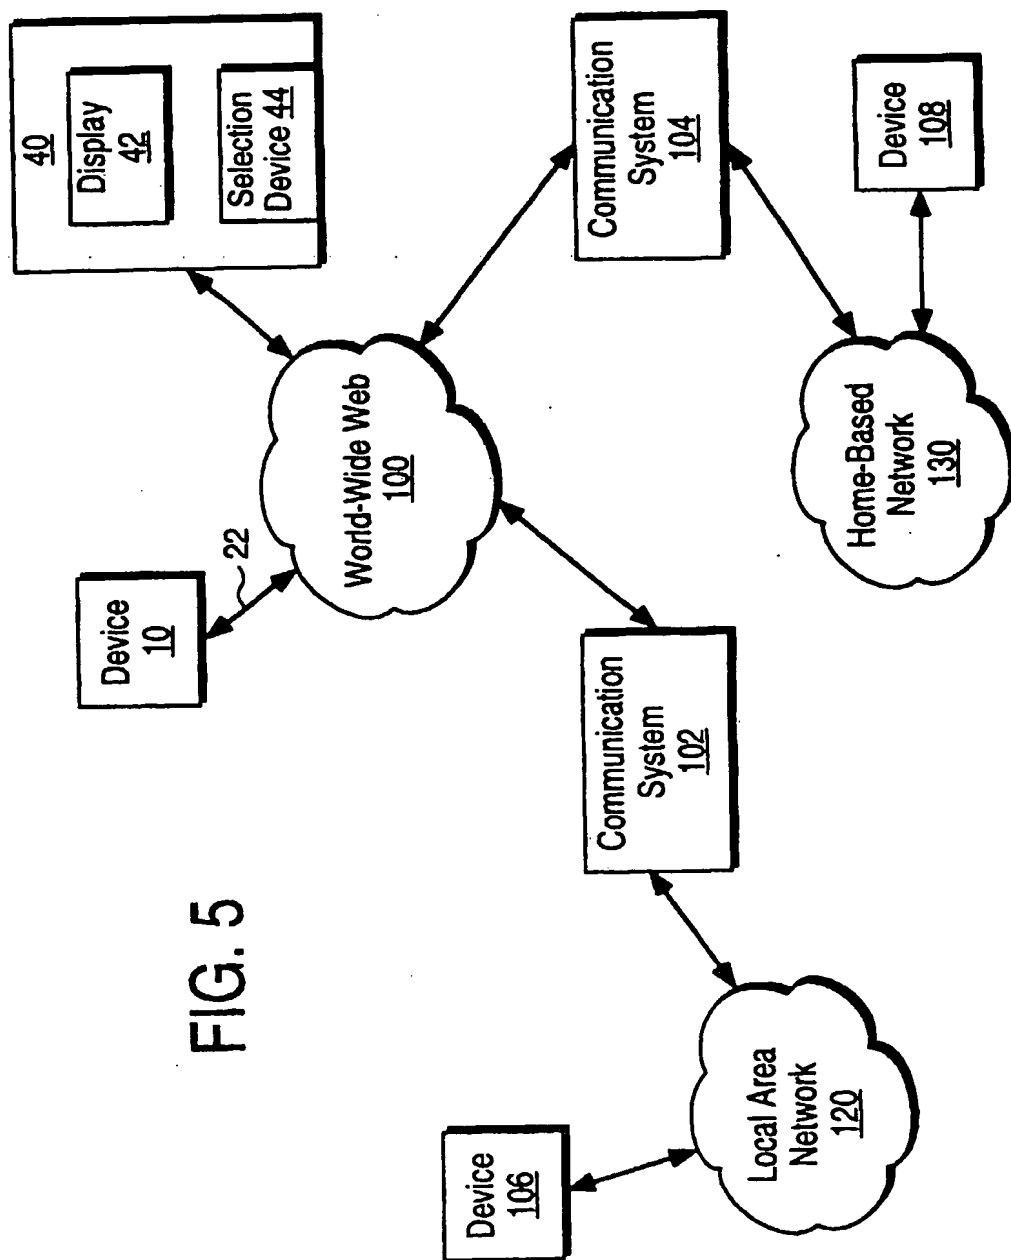 40
Display
42
Selection
Device 44
Device
10
22
World-Wide Web
100
Communication
System
104
Communication
System
102
Device
108
Home-Based
Network
130
Device
106
Local Area
Network
120
FIG. 5